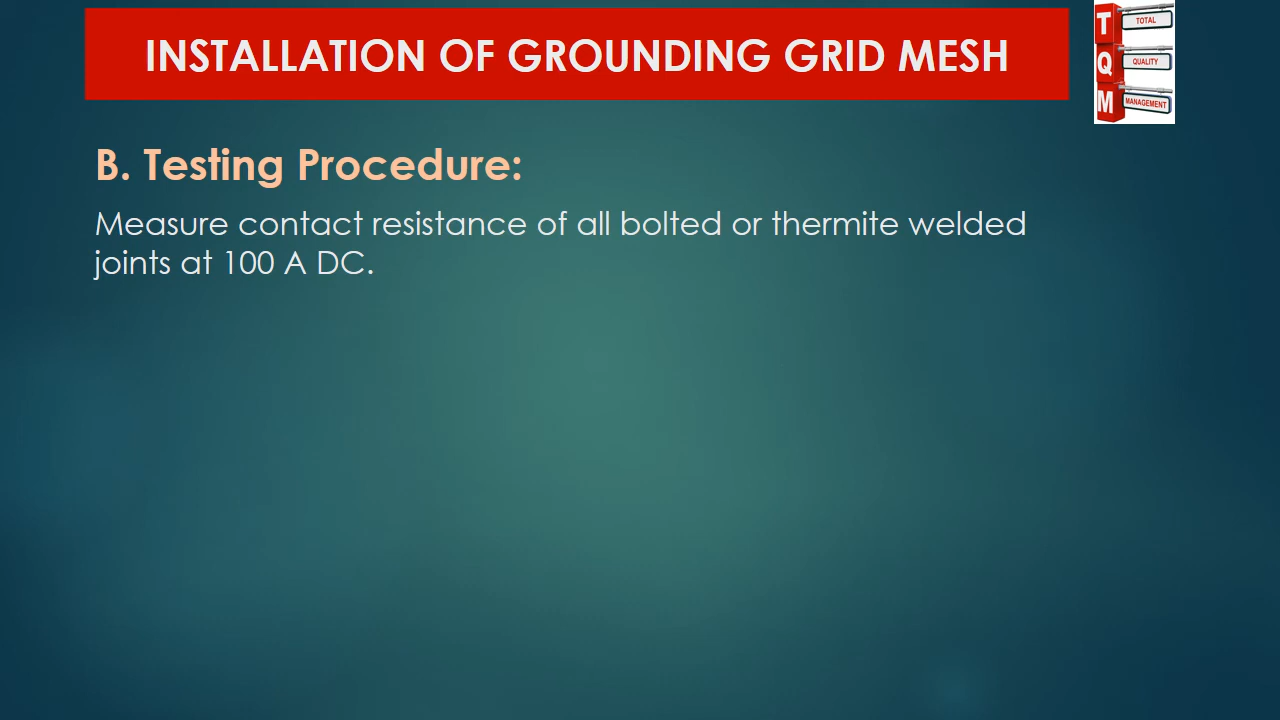 INSTALLATION OF GROUNDING GRID MESH
T TOTAL
Q QUALITY
M MANAGEMENT
B. Testing Procedure:
Measure contact resistance of all bolted or thermite welded
joints at 100 A DC.